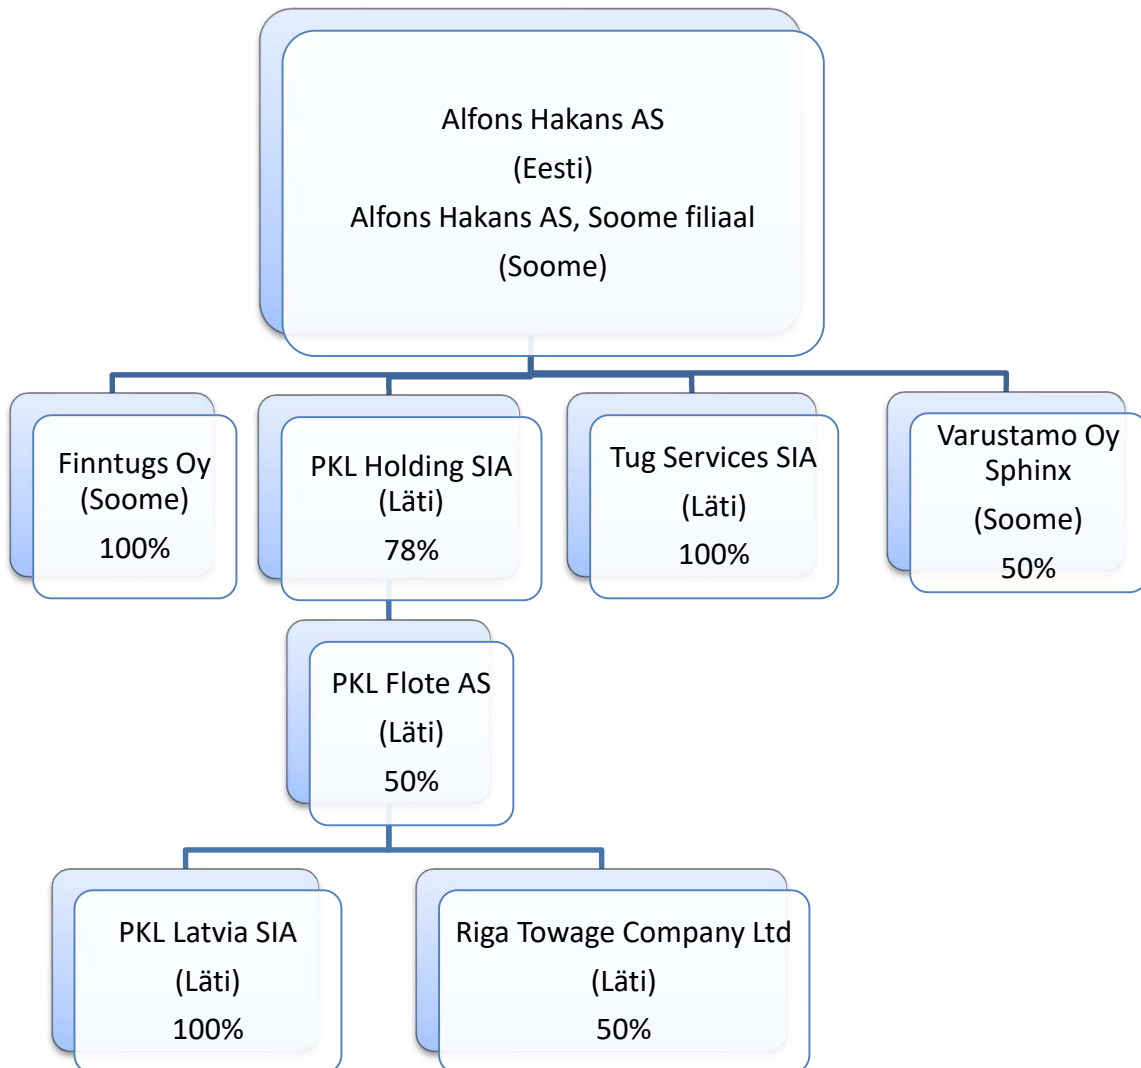 Alfons Hakans AS
(Eesti)
Alfons Hakans AS, Soome filiaal
(Soome)
Finntugs Oy
(Soome)
100%
PKL Holding SIA
(Läti)
78%
Tug Services SIA
(Läti)
100%
Varustamo Oy
Sphinx
(Soome)
50%
PKL Flote AS
(Läti)
50%
PKL Latvia SIA
(Läti)
100%
Riga Towage Company Ltd
(Läti)
50%